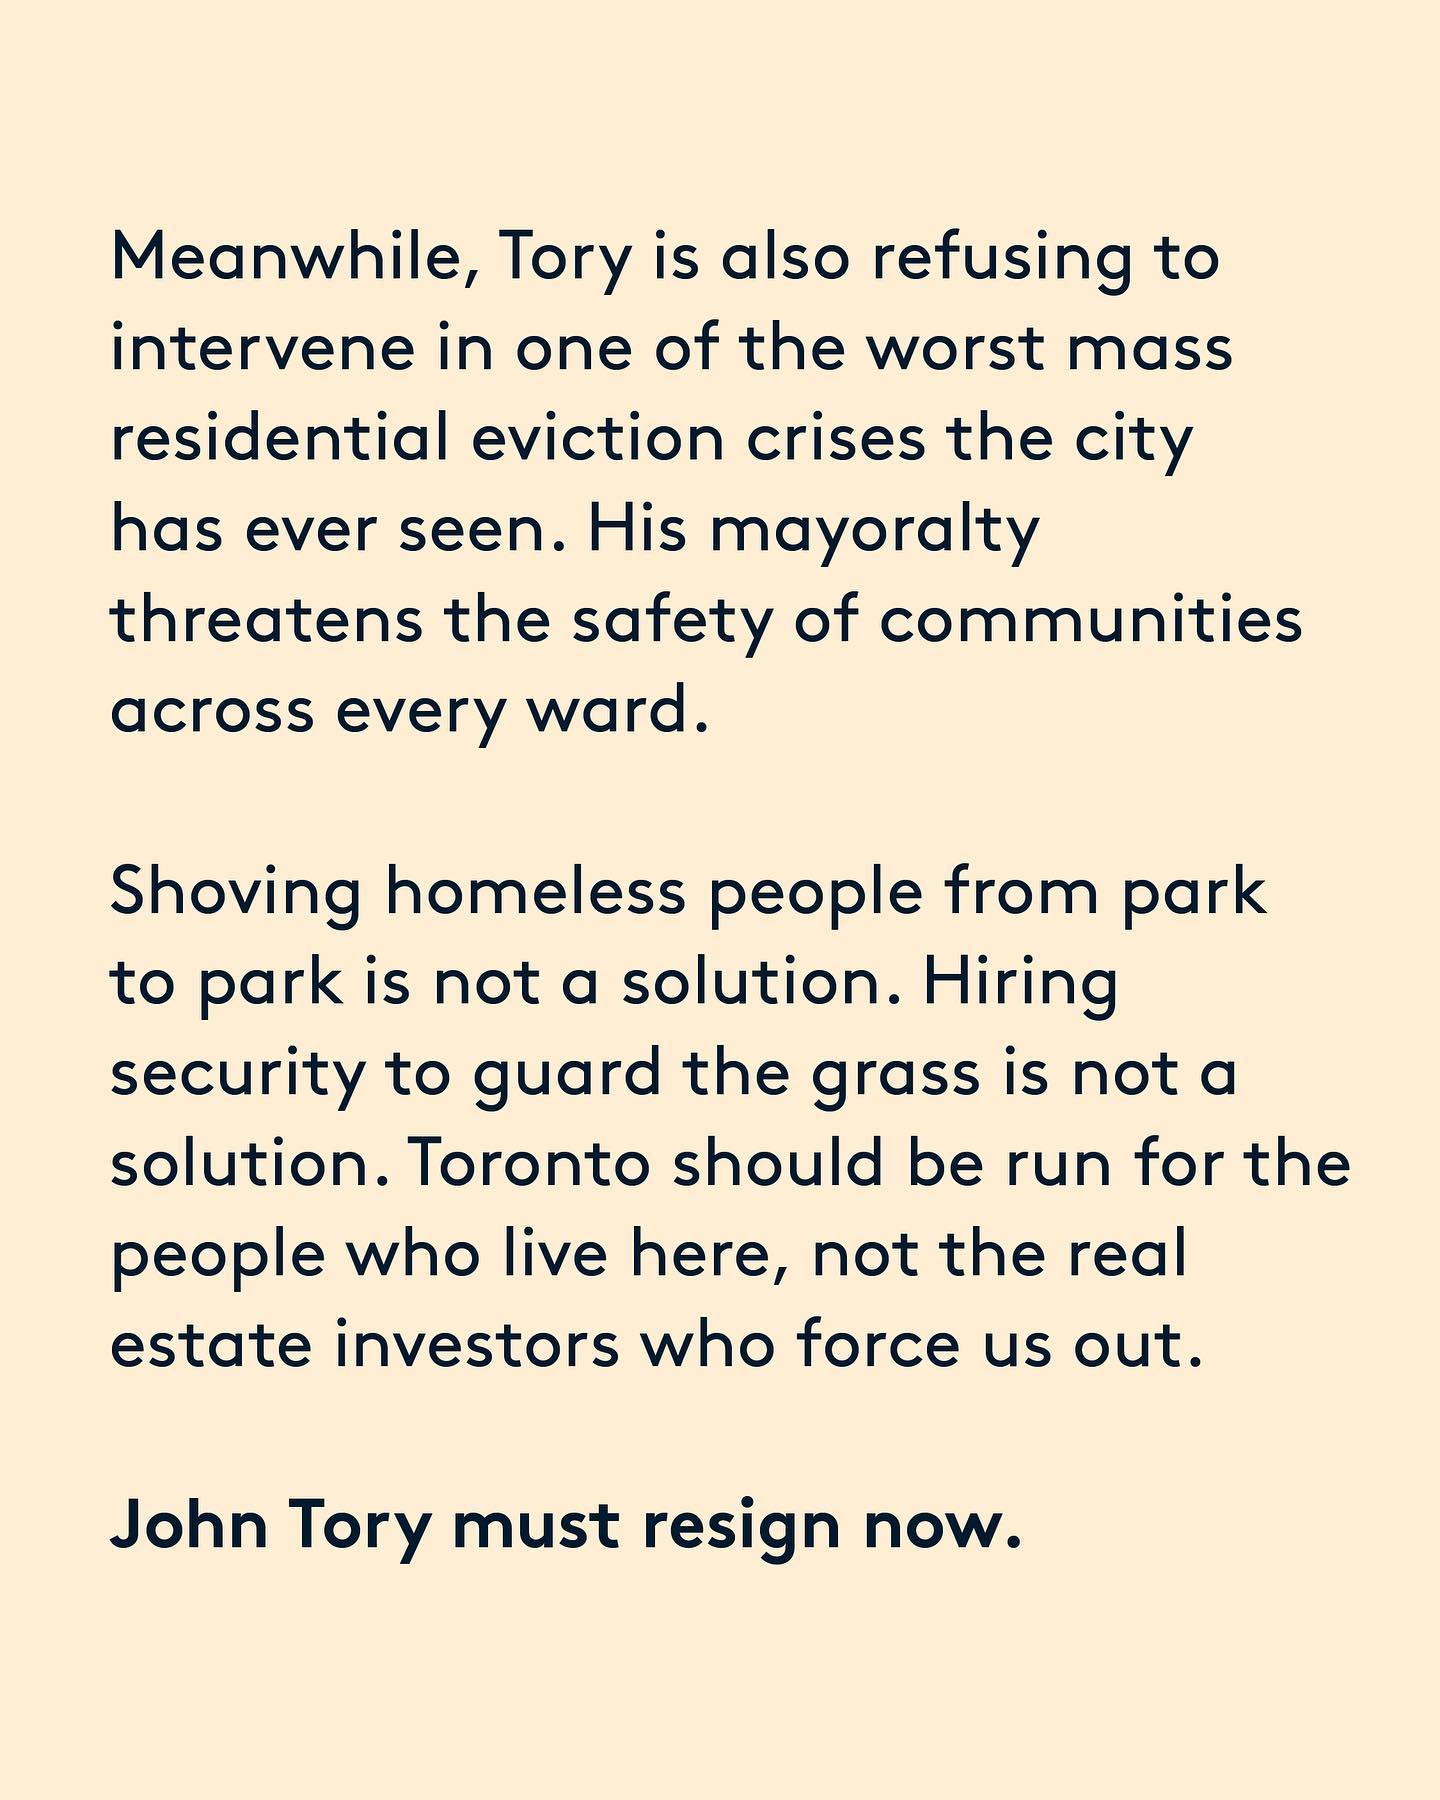 Meanwhile, Tory is also refusing to
intervene in one of the worst mass
residential eviction crises the city
has ever seen. His mayoralty
threatens the safety of communities
across every ward.
Shoving homeless people from park
to park is not a solution. Hiring
security to guard the grass is not a
solution. Toronto should be run for the
people who live here, not the real
estate investors who force us out.
John Tory must resign now.